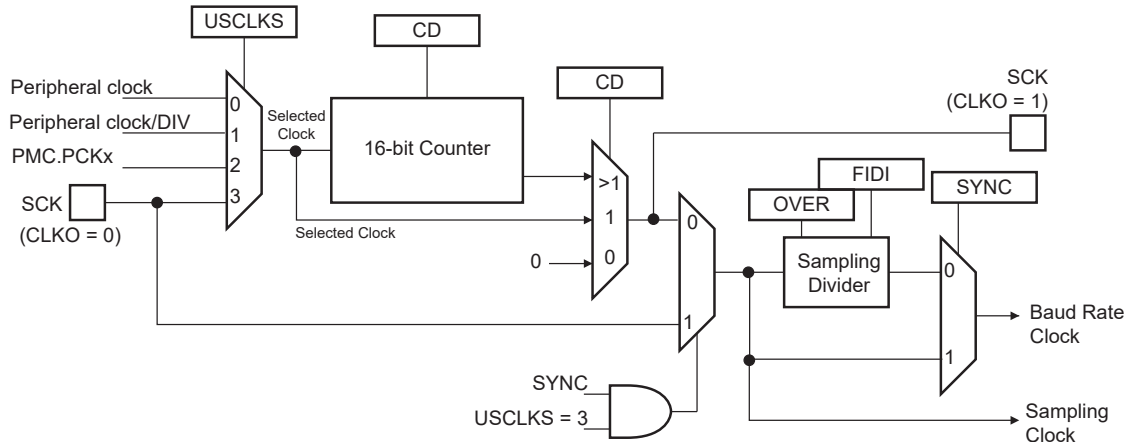 USCLKS
CD
CD
SCK
(CLKO = 1)
Peripheral clock
0
Selected
Clock
Peripheral clock/DIV
1
16-bit Counter
PMC.PCKx
2
FIDI
>1
SYNC
SCK
3
OVER
(CLKO = 0)
Selected Clock
1
0
0
0
Sampling
Divider
0
1
Baud Rate
Clock
1
SYNC
USCLKS = 3
Sampling
Clock